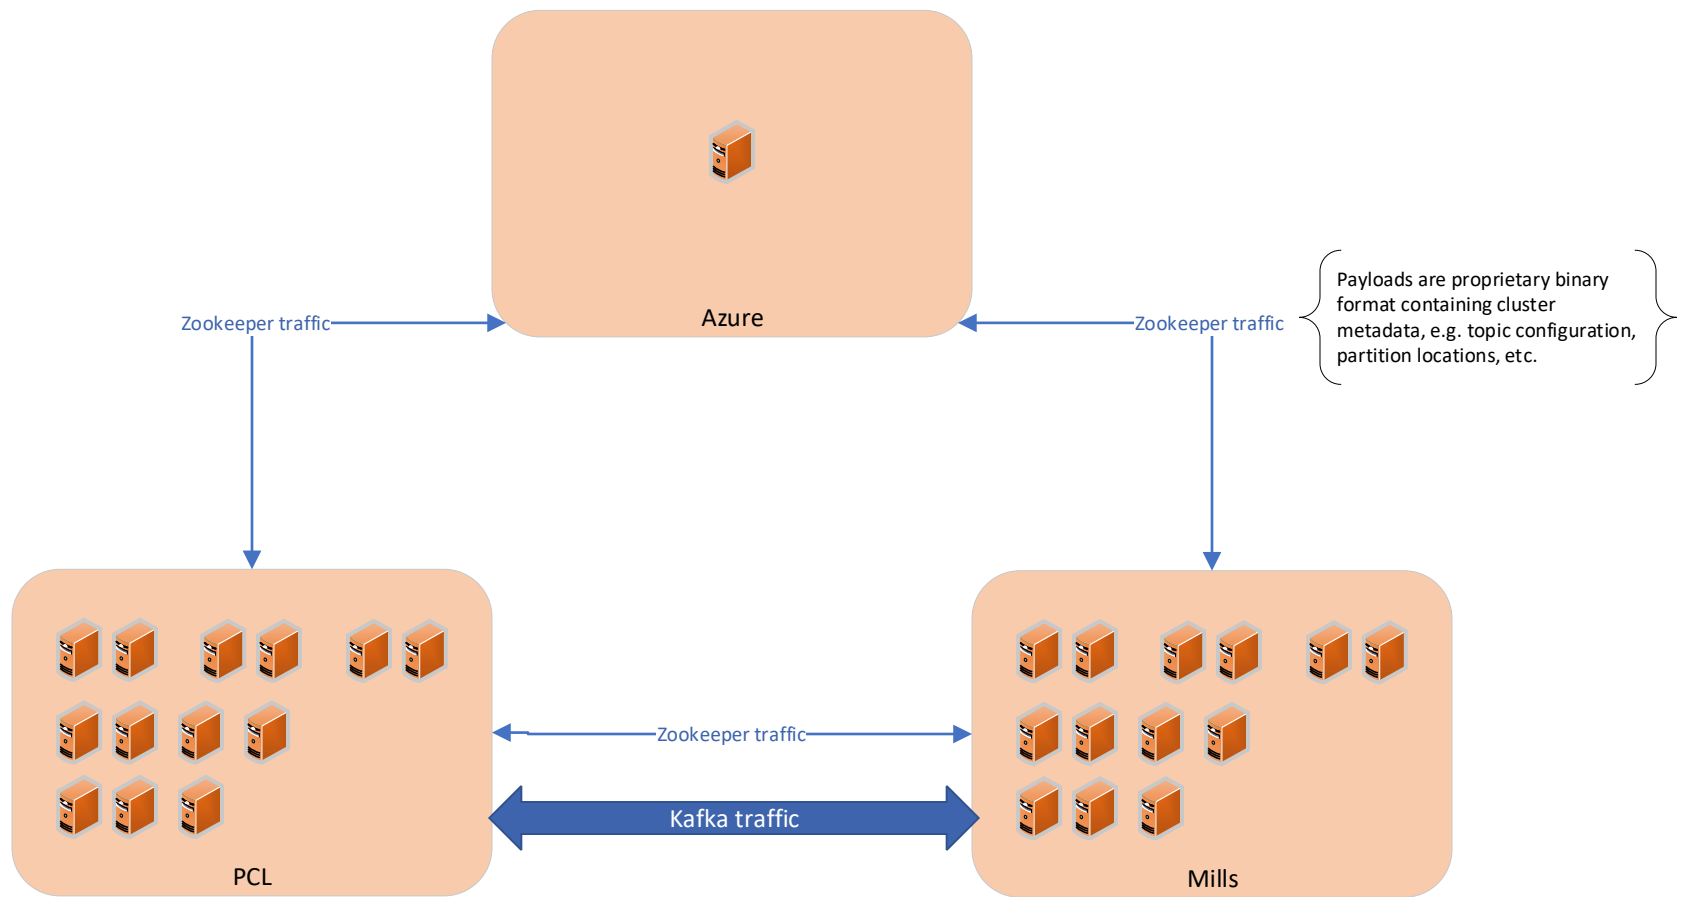 Azure
Zookeeper traffic
Zookeeper traffic
Payloads are proprietary binary
format containing cluster
metadata, e.g. topic configuration,
partition locations, etc.
Zookeeper traffic
Kafka traffic
PCL
Mills